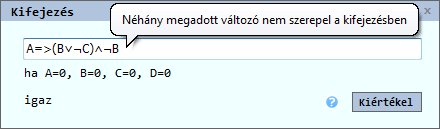 Kifejezés
Néhány megadott változó nem szerepel a kifejezésben
x
A=>(B∨¬C)∧¬B
ha A=0, B=0, C=0, D=0
igaz
?
Kiértékel